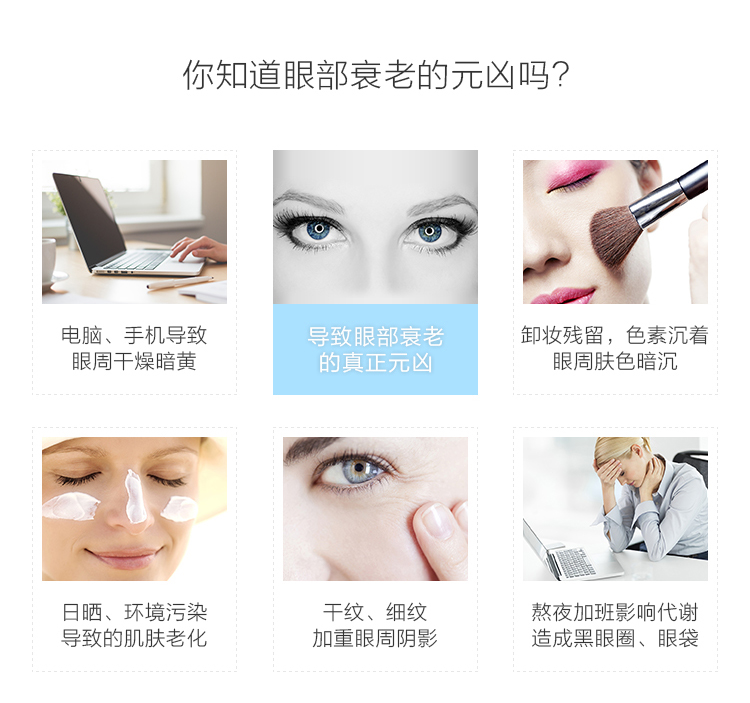 你知道眼部衰老的元凶吗？
电脑、手机导致
眼周干燥暗黄
导致眼部衰老
的真正元凶
卸妆残留，色素沉着
眼周肤色暗沉
日晒、环境污染
导致的肌肤老化
干纹、细纹
加重眼周阴影
熬夜加班影响代谢
造成黑眼圈、眼袋